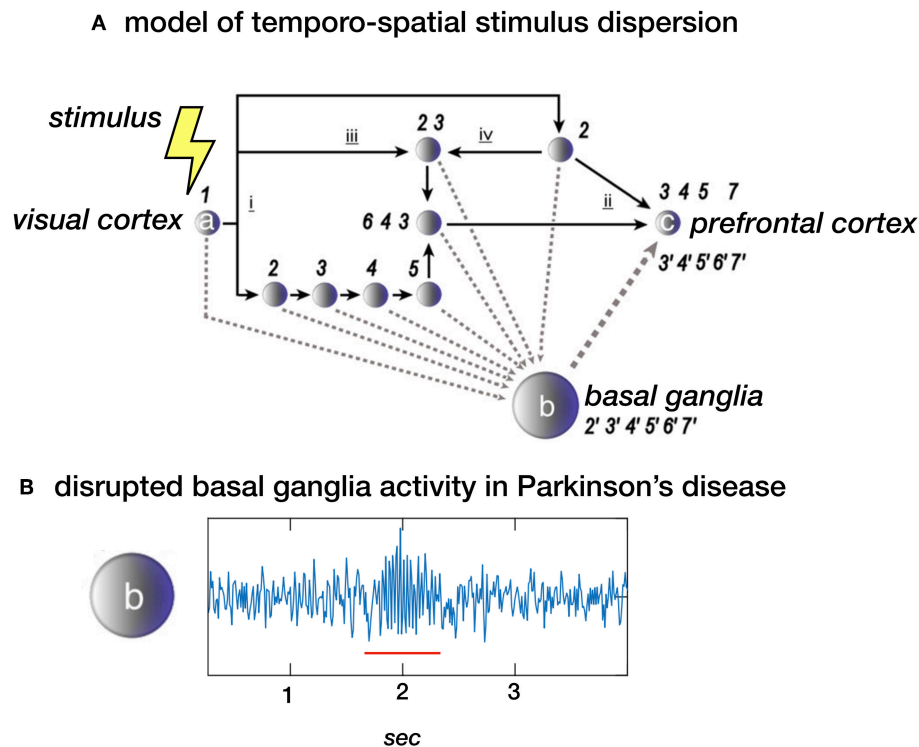 A model of temporo-spatial stimulus dispersion
stimulus
2 3
2
iii
iv
1
i
3 4 5 7
ii
visual cortex
a
6 4 3
c
prefrontal cortex
3' 4' 5' 6' 7'
2
3
4
5
b
basal ganglia
2' 3' 4' 5' 6' 7'
B disrupted basal ganglia activity in Parkinson's disease
b
1
2
3
sec